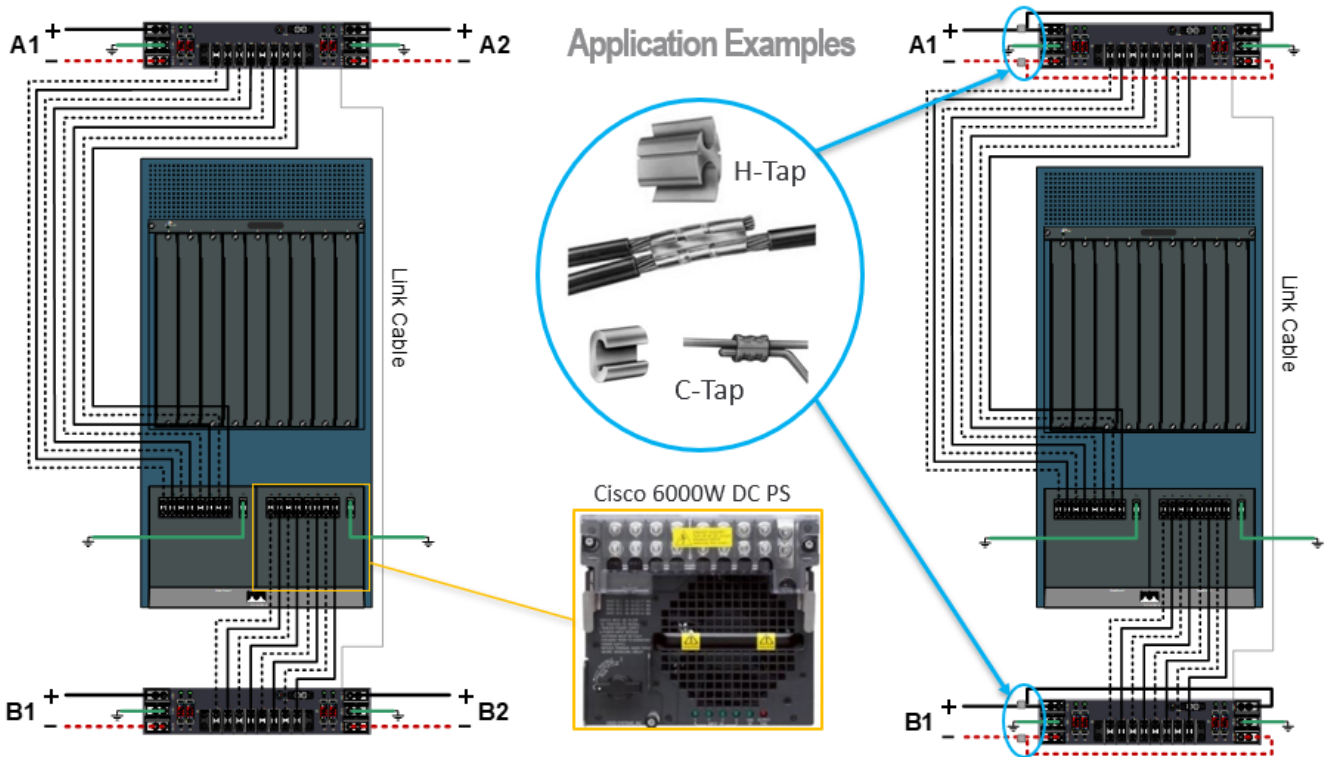 Application Examples
A1
+
−
+
−
A2
A1
+
−
H-Tap
C-Tap
Link Cable
Link Cable
Cisco 6000W DC PS
B1
+
−
+
−
B2
B1
+
−